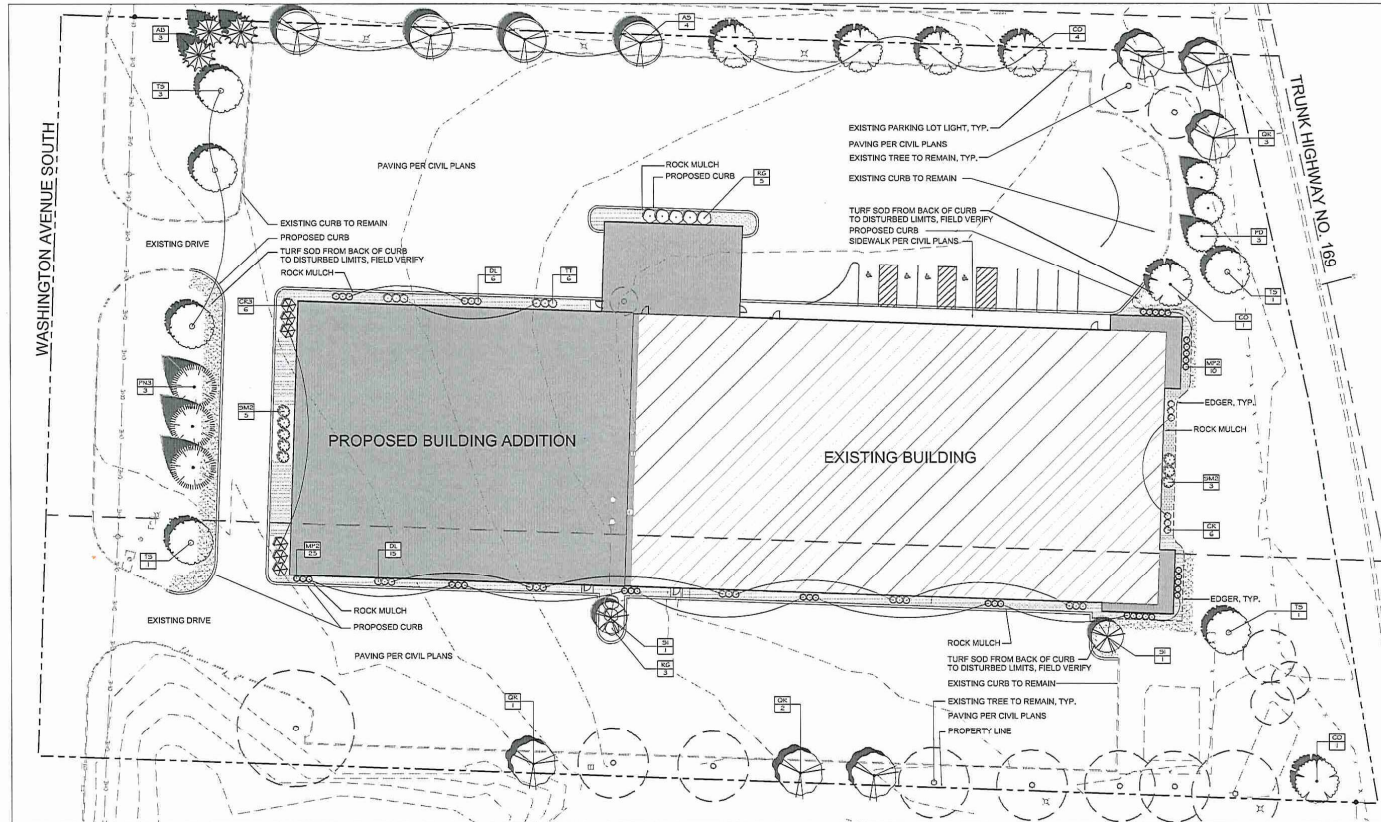 AB
3
AS
4
CO
4
TS
3
WASHINGTON AVENUE SOUTH
TRUNK HIGHWAY NO. 169
EXISTING PARKING LOT LIGHT, TYP.
PAVING PER CIVIL PLANS
EXISTING TREE TO REMAIN, TYP.
EXISTING CURB TO REMAIN
QK
3
PAVING PER CIVIL PLANS
ROCK MULCH
PROPOSED CURB
KG
5
TURF SOD FROM BACK OF CURB
TO DISTURBED LIMITS, FIELD VERIFY
PROPOSED CURB
SIDEWALK PER CIVIL PLANS
3
TS
1
CO
1
EXISTING CURB TO REMAIN
EXISTING DRIVE
PROPOSED CURB
TURF SOD FROM BACK OF CURB
TO DISTURBED LIMITS, FIELD VERIFY
ROCK MULCH
DL
6
TT
6
6
MP2
10
PN3
3
SM2
5
EDGER, TYP.
ROCK MULCH
PROPOSED BUILDING ADDITION
EXISTING BUILDING
SM2
3
6
TS
1
MP2
25
DL
15
ROCK MULCH
PROPOSED CURB
EXISTING DRIVE
PAVING PER CIVIL PLANS
SI
1
KG
3
EDGER, TYP.
TS
1
SI
1
ROCK MULCH
TURF SOD FROM BACK OF CURB
TO DISTURBED LIMITS, FIELD VERIFY
EXISTING CURB TO REMAIN
EXISTING TREE TO REMAIN, TYP.
PAVING PER CIVIL PLANS
PROPERTY LINE
QK
1
QK
2
CO
1